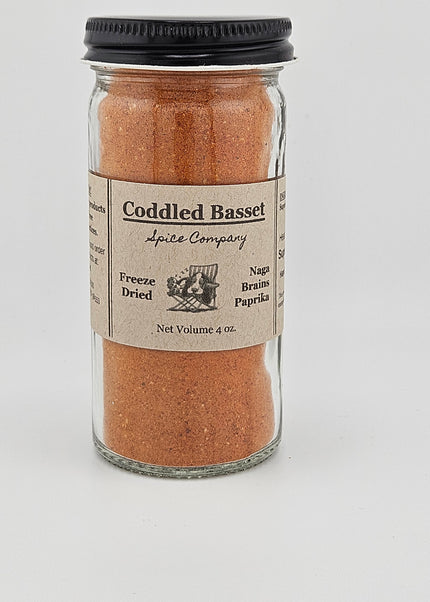 Coddled Basset
Spice Company
Freeze
Dried
Naga
Brains
Paprika
Net Volume 4 oz.